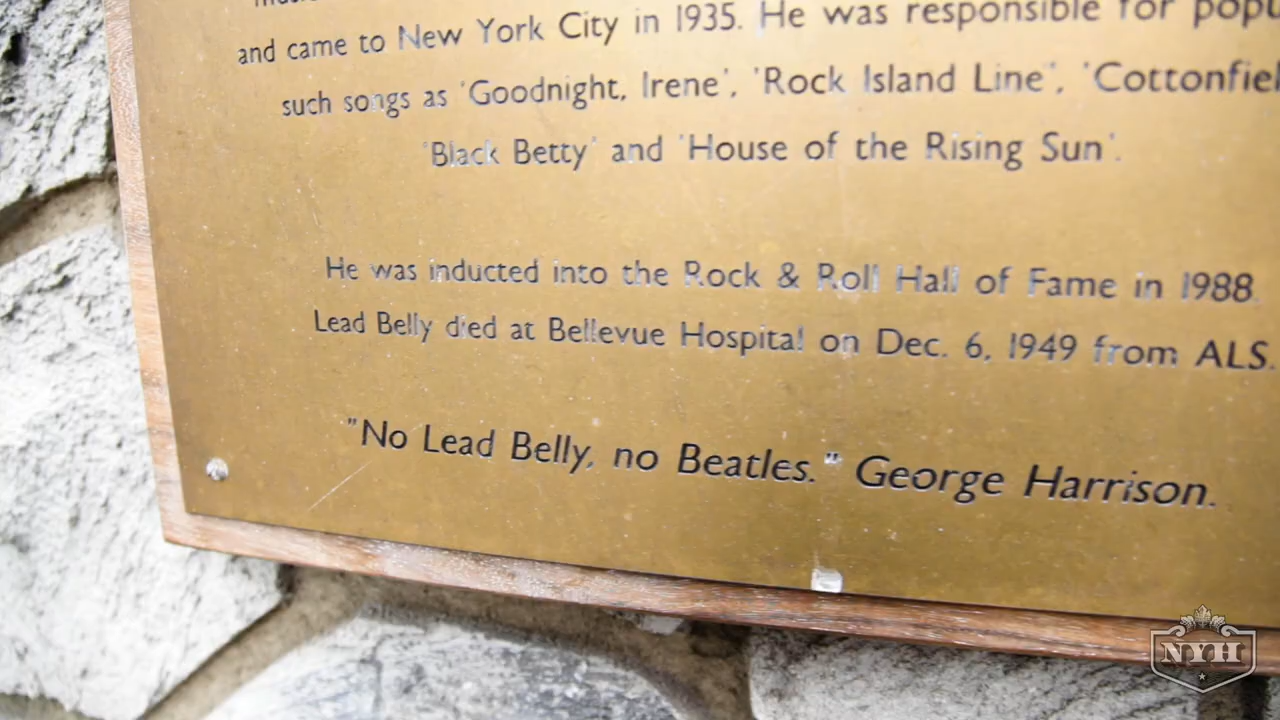 and came to New York City in 1935. He was responsible for
such songs as 'Goodnight, Irene', 'Rock Island Line', 'Cottonfiel
'Black Betty' and 'House of the Rising Sun'.
He was inducted into the Rock & Roll Hall of Fame in 1988.
Lead Belly died at Bellevue Hospital on Dec. 6, 1949 from ALS.
"No Lead Belly, no Beatles." George Harrison.
NYH